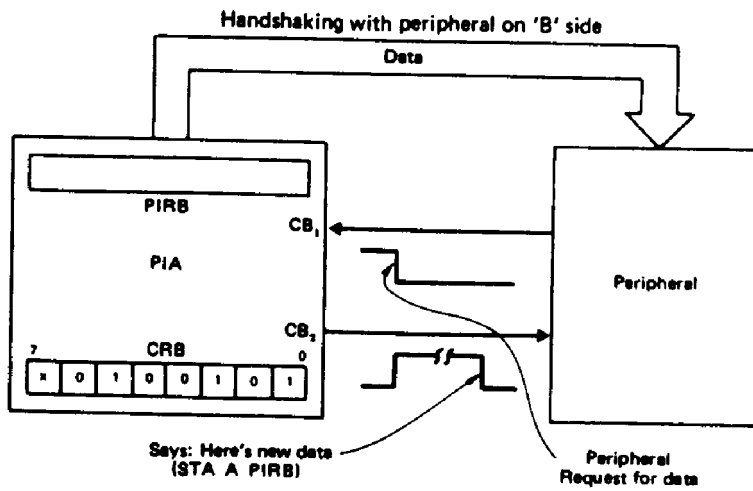 Handshaking with peripheral on 'B' side
Data
PIRB
CB₁
PIA
Peripheral
CB₂
CRB
7 0
x 0 1 0 0 1 0 1
Says: Here's new data
(STA A PIRB)
Peripheral
Request for data